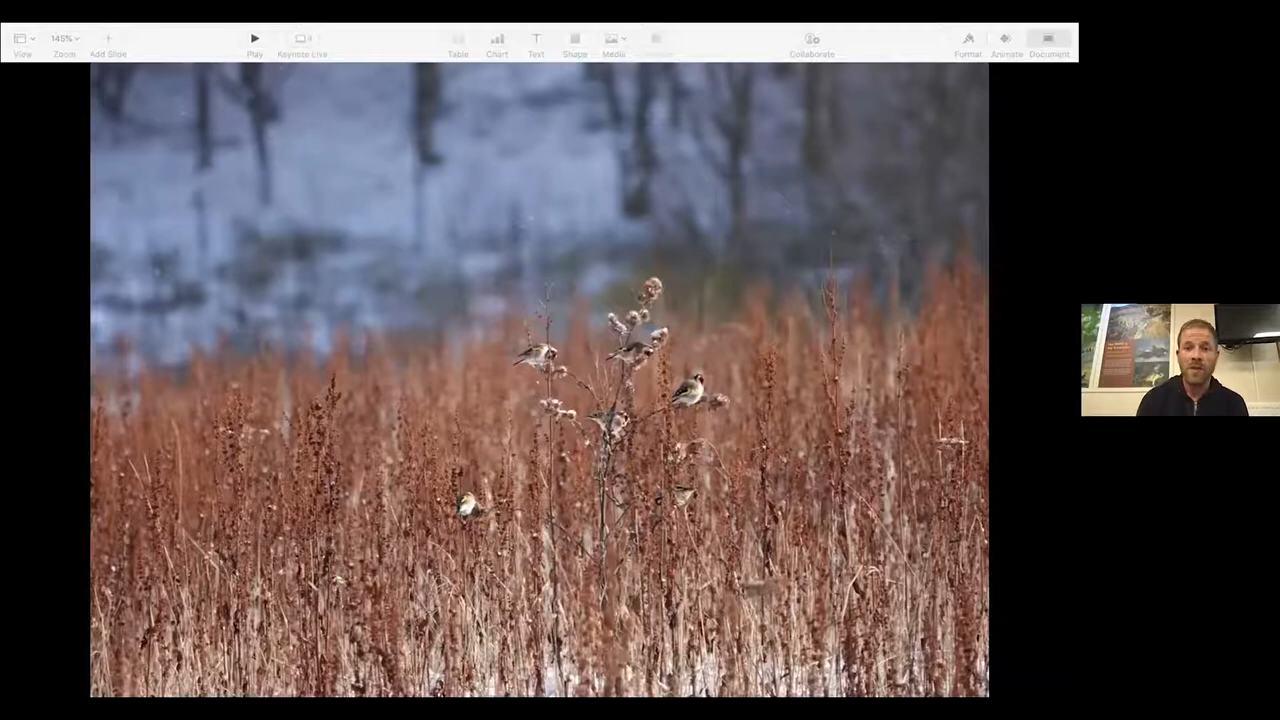 145%
View
Zoom
Add Slide
Play
Keynote Live
Table
Chart
Text
Shape
Media
Collaborate
Format
Animate
Document